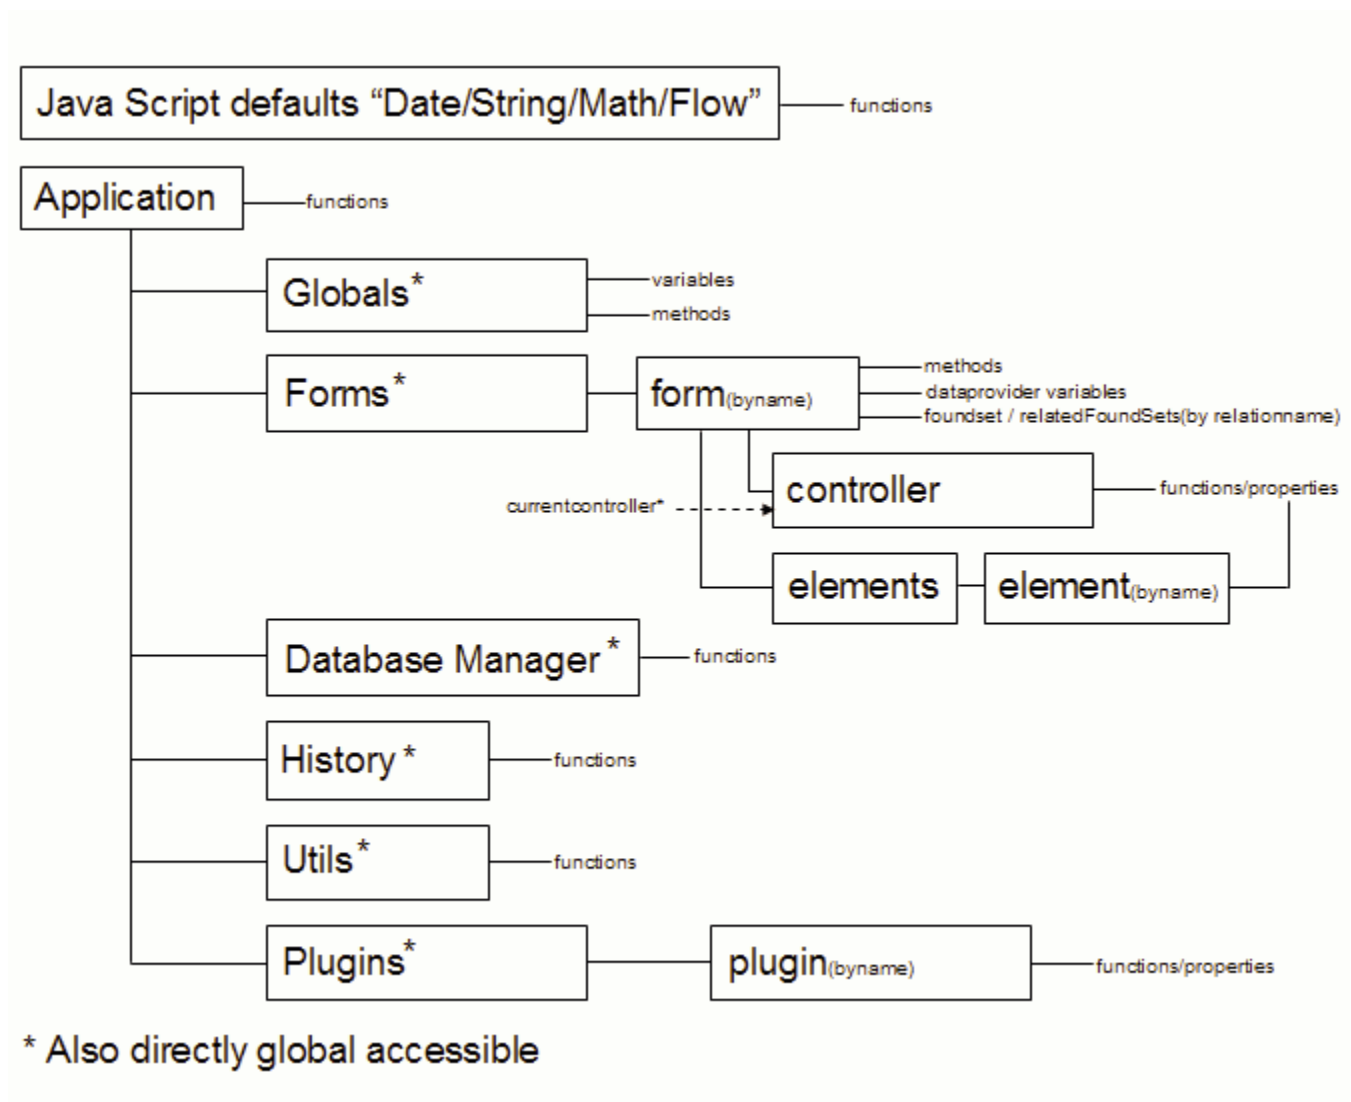 Java Script defaults “Date/String/Math/Flow” functions
Application functions
Globals* variables
methods
Forms* form(byname) methods
dataprovider variables
foundset / relatedFoundSets(by relationname)
controller functions/properties
currentcontroller*
elements element(byname)
Database Manager* functions
History* functions
Utils* functions
Plugins* plugin(byname) functions/properties
* Also directly global accessible